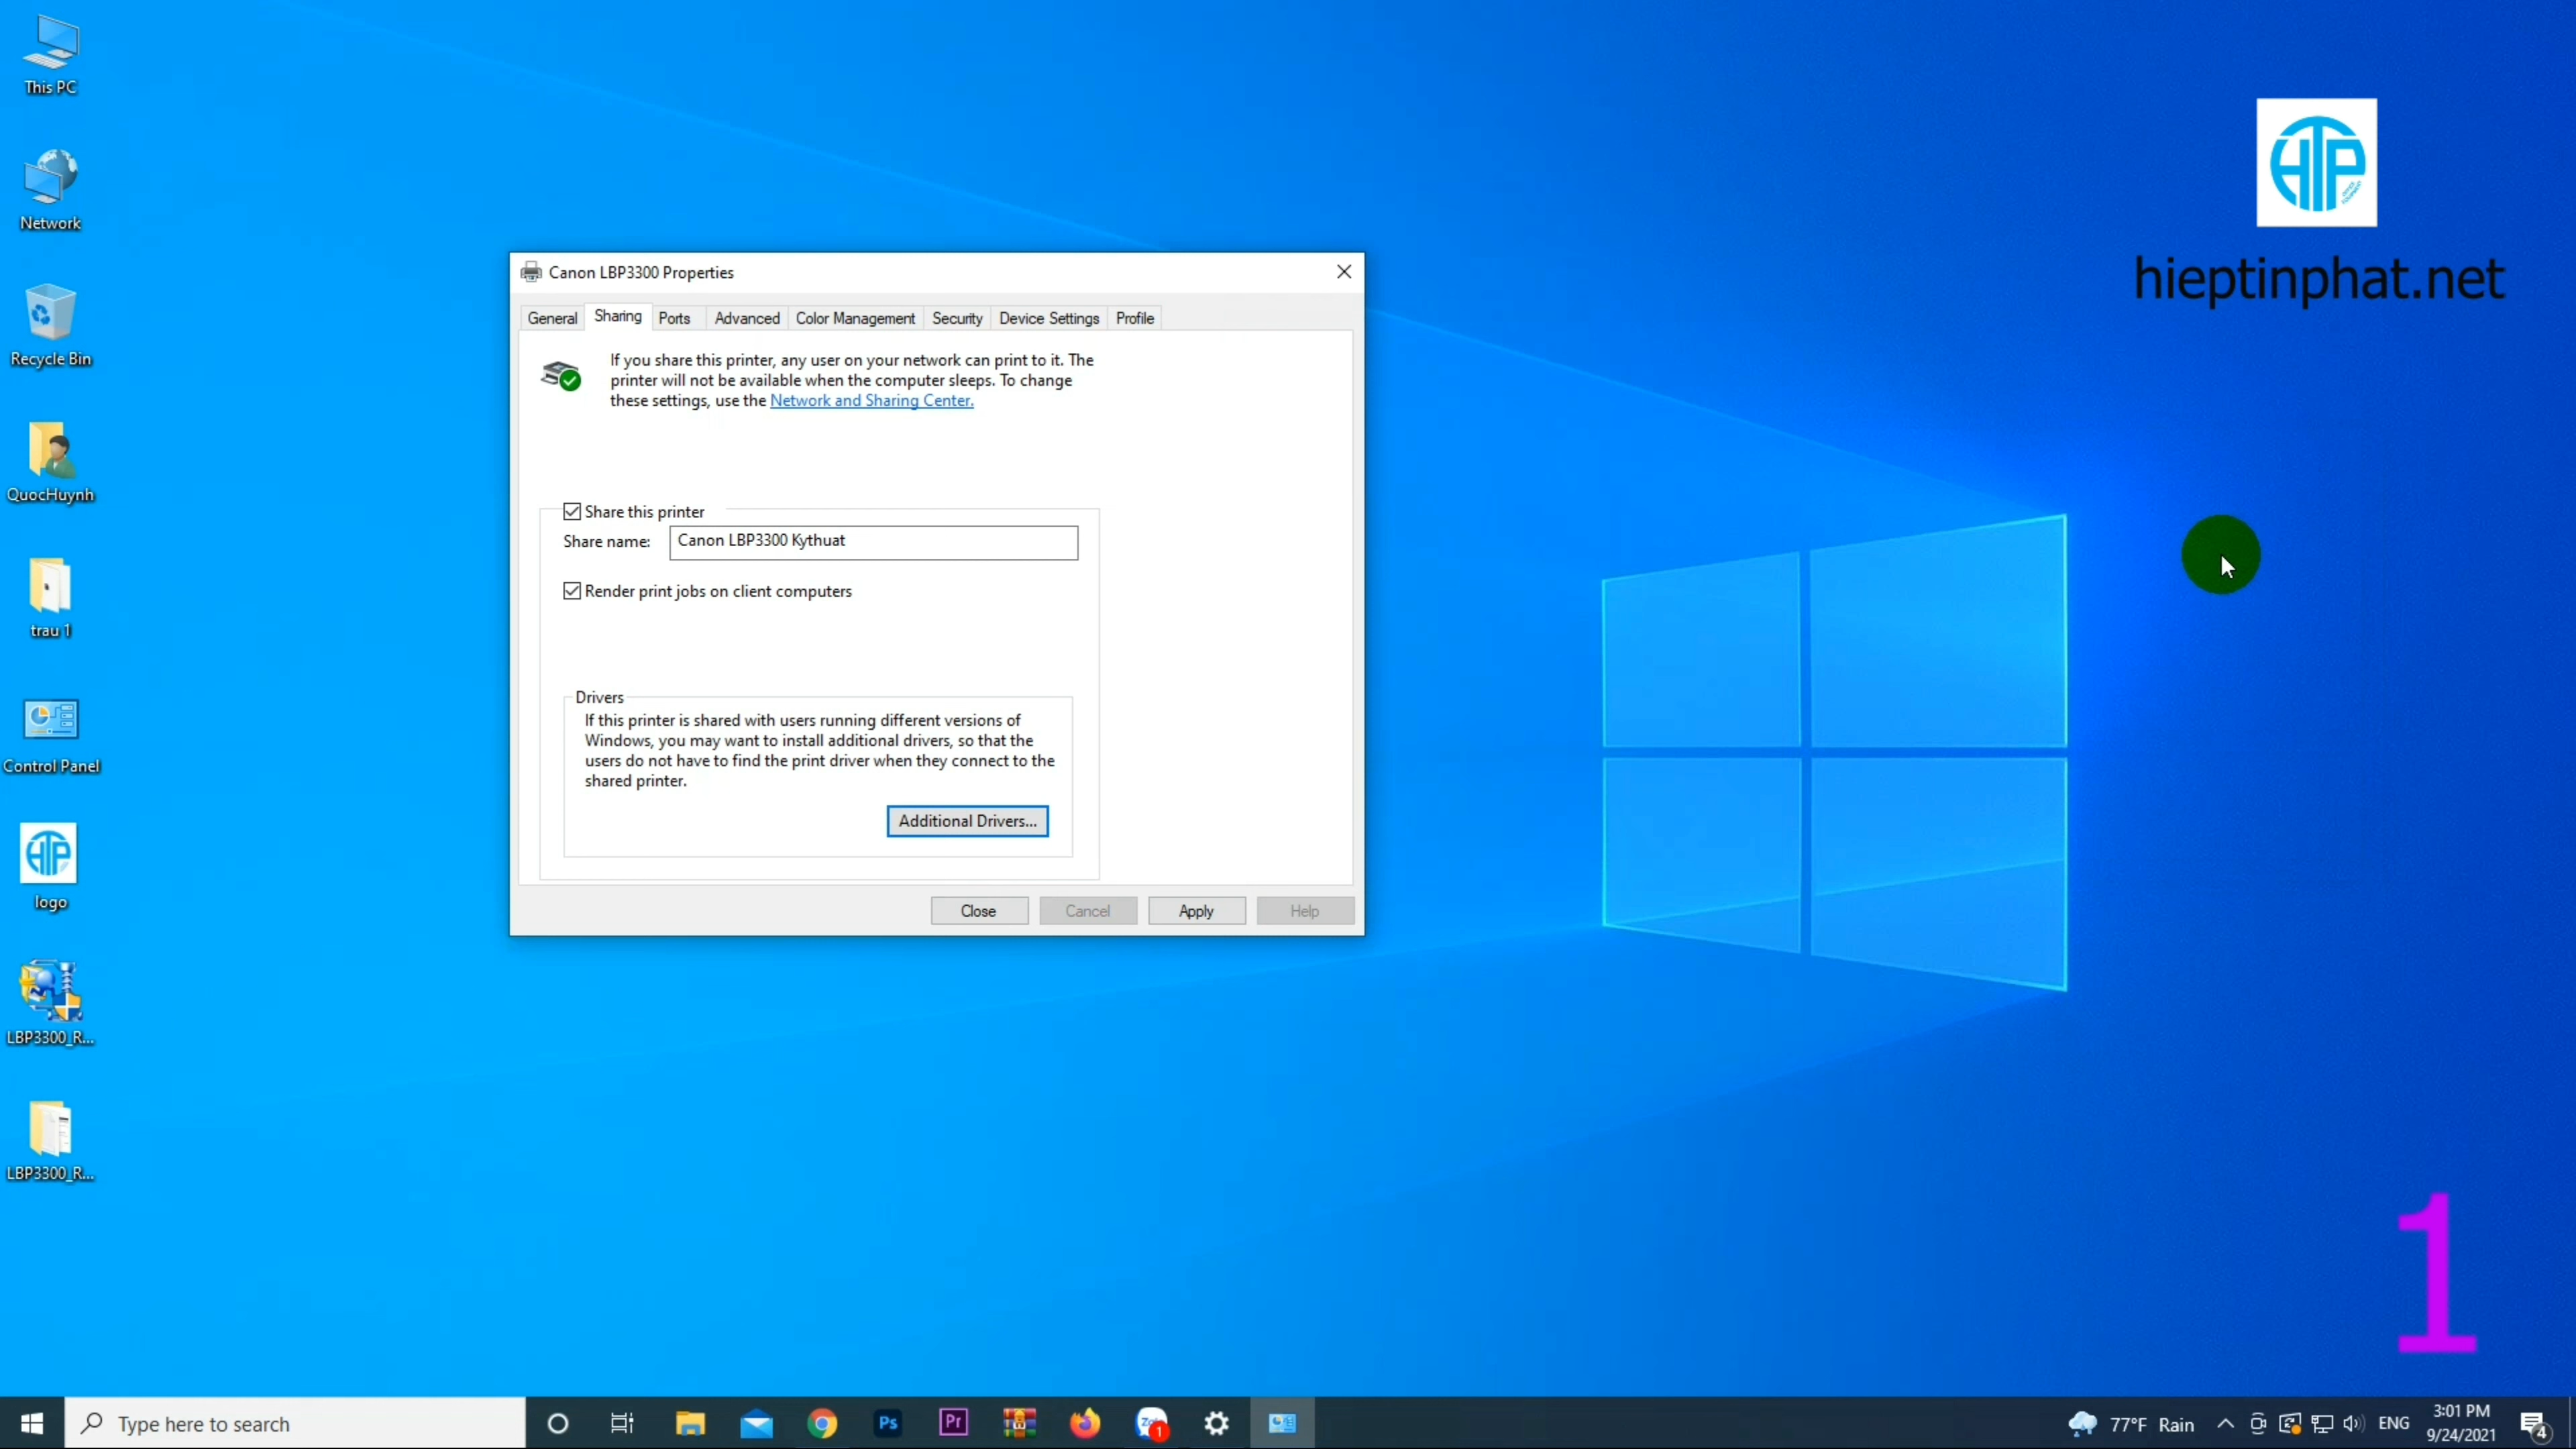 This PC
Network
Recycle Bin
QuocHuynh
trau 1
Control Panel
logo
LBP3300_R...
LBP3300_R...
HTP
hieptinphat.net
Canon LBP3300 Properties
General Sharing Ports Advanced Color Management Security Device Settings Profile
If you share this printer, any user on your network can print to it. The
printer will not be available when the computer sleeps. To change
these settings, use the Network and Sharing Center.
Share this printer
Share name: Canon LBP3300 Kythuat
Render print jobs on client computers
Drivers
If this printer is shared with users running different versions of
Windows, you may want to install additional drivers, so that the
users do not have to find the print driver when they connect to the
shared printer.
Additional Drivers...
Close Cancel Apply Help
1
Type here to search
Ps
Pr
1
77°F Rain
ENG
3:01 PM
9/24/2021
4